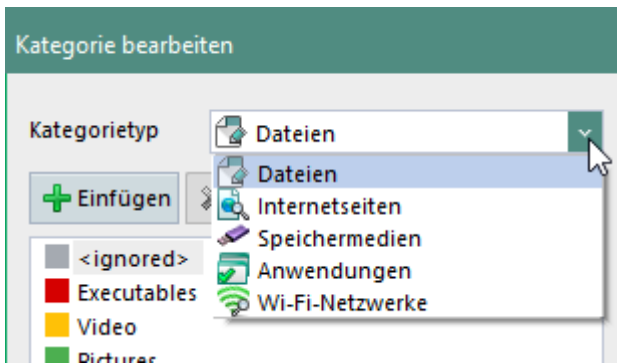 Kategorie bearbeiten
Kategorietyp
Dateien
Dateien
Einfügen
Internetseiten
Speichermedien
<ignored>
Anwendungen
Executables
Wi-Fi-Netzwerke
Video
Pictures